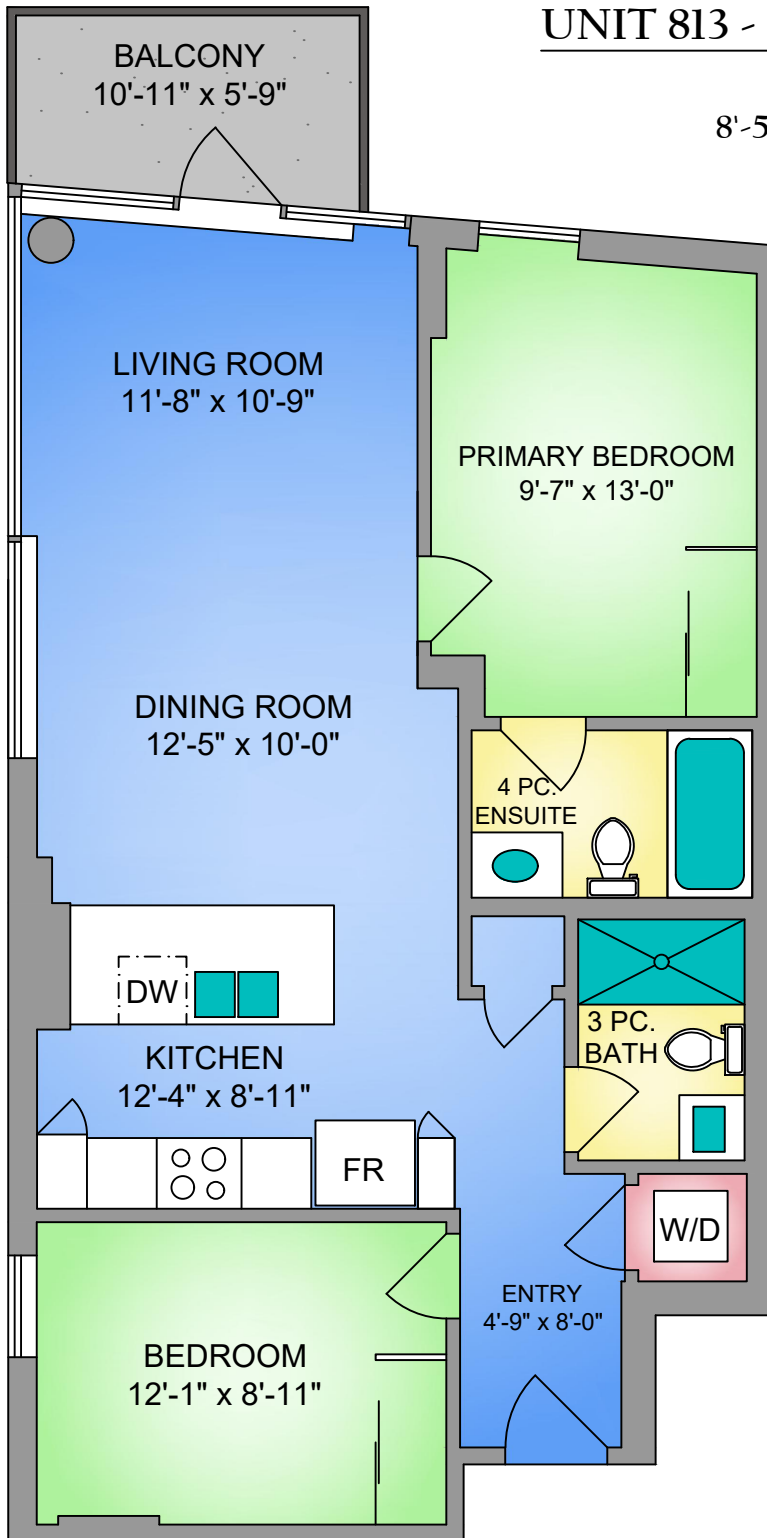 UNIT 813 -
8'-5
BALCONY
10'-11" x 5'-9"
LIVING ROOM
11'-8" x 10'-9"
PRIMARY BEDROOM
9'-7" x 13'-0"
DINING ROOM
12'-5" x 10'-0"
4 PC.
ENSUITE
DW
3 PC.
BATH
KITCHEN
12'-4" x 8'-11"
FR
W/D
ENTRY
4'-9" x 8'-0"
BEDROOM
12'-1" x 8'-11"